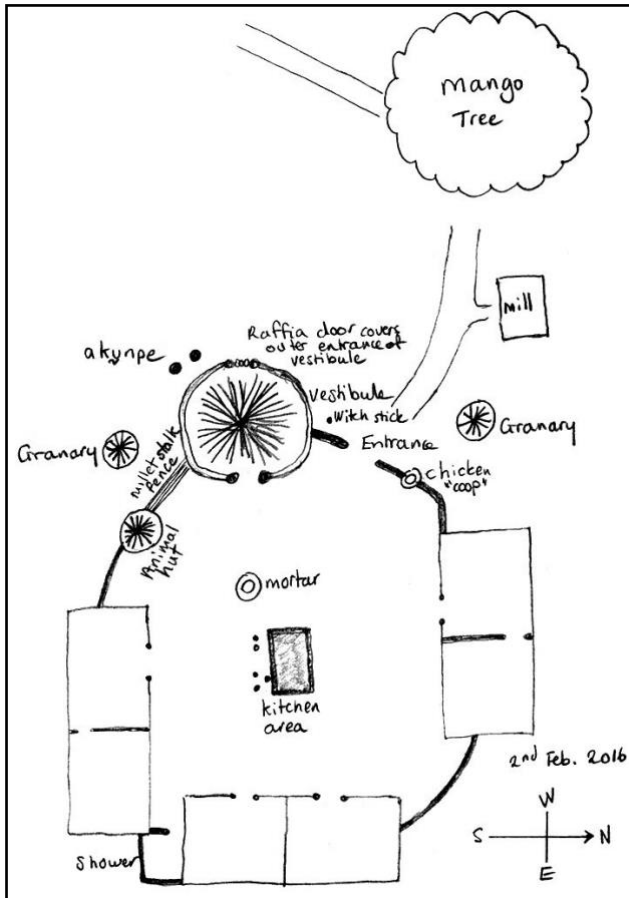 Mango
Tree
mill
Raffia door covers
outer entrance of
vestibule
akynpe
vestibule
Witch stick
Entrance
Granary
Granary
millet stalk
fence
chicken
"coop"
Animal
hut
mortar
kitchen
area
2nd Feb. 2016
W
S
N
E
Shower